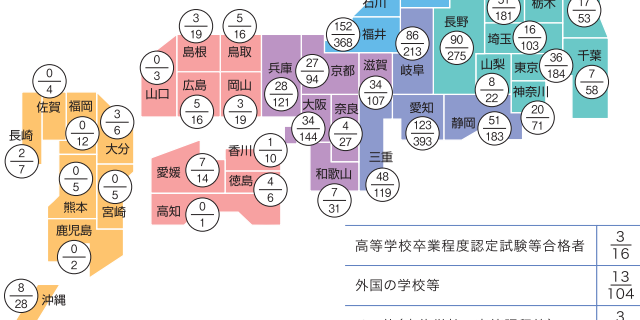 石川
長野
栃木
51
181
17
53
152
368
福井
86
213
90
275
埼玉
16
103
千葉
7
58
3
19
島根
5
16
鳥取
0
3
山口
広島
5
16
岡山
3
19
兵庫
28
121
27
94
京都
滋賀
34
107
岐阜
山梨
8
22
東京
36
184
神奈川
20
71
大阪
34
144
奈良
4
27
愛知
123
393
静岡
51
183
三重
48
119
和歌山
7
31
0
4
佐賀
福岡
0
12
3
6
大分
長崎
2
7
0
5
熊本
0
5
宮崎
鹿児島
0
2
8
28
沖縄
愛媛
7
14
香川
1
10
徳島
4
6
高知
0
1
高等学校卒業程度認定試験等合格者
3
16
外国の学校等
13
104
3